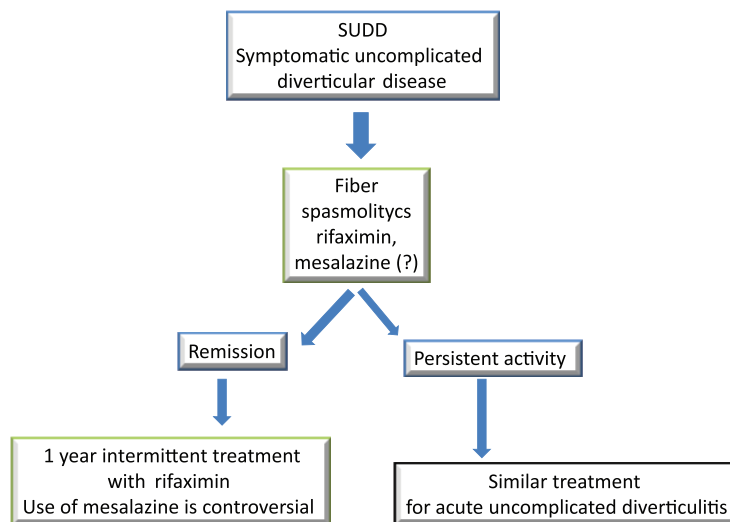 SUDD
Symptomatic uncomplicated
diverticular disease
Fiber
spasmolitycs
rifaximin,
mesalazine (?)
Remission
Persistent activity
1 year intermittent treatment
with rifaximin
Use of mesalazine is controversial
Similar treatment
for acute uncomplicated diverticuitis